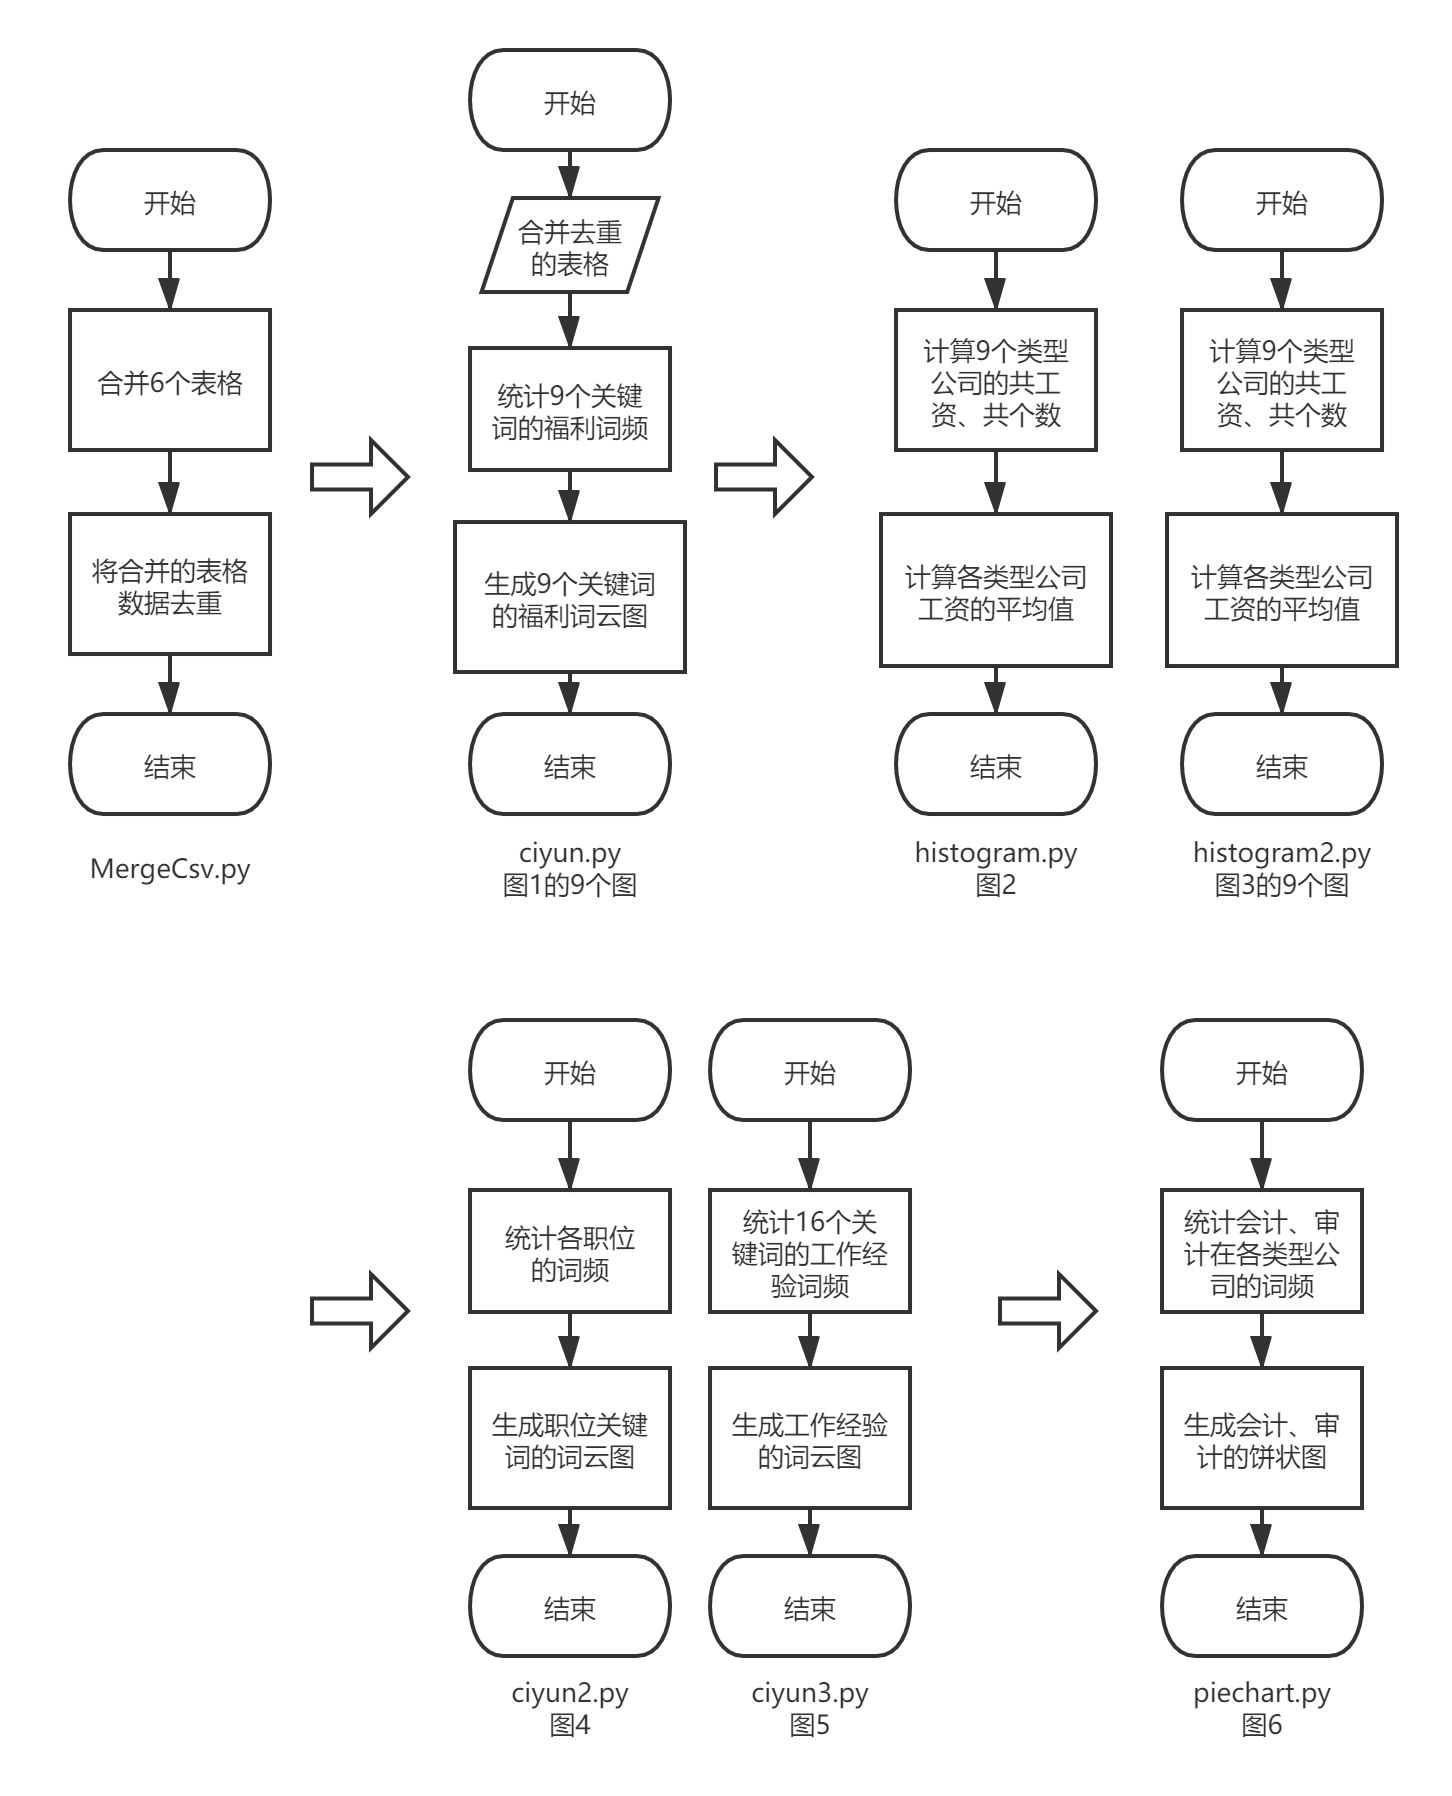 开始
合并6个表格
将合并的表格
数据去重
结束
MergeCsv.py
开始
合并去重
的表格
统计9个关键
词的福利词频
生成9个关键词
的福利词云图
结束
ciyun.py
图1的9个图
开始
计算9个类型
公司的共工
资、共个数
计算各类型公司
工资的平均值
结束
histogram.py
图2
开始
计算9个类型
公司的共工
资、共个数
计算各类型公司
工资的平均值
结束
histogram2.py
图3的9个图
开始
统计各职位
的词频
生成职位关键
词的词云图
结束
ciyun2.py
图4
开始
统计16个关
键词的工作经
验词频
生成工作经验
的词云图
结束
ciyun3.py
图5
开始
统计会计、审
计在各类型公
司的词频
生成会计、审
计的饼状图
结束
piechart.py
图6